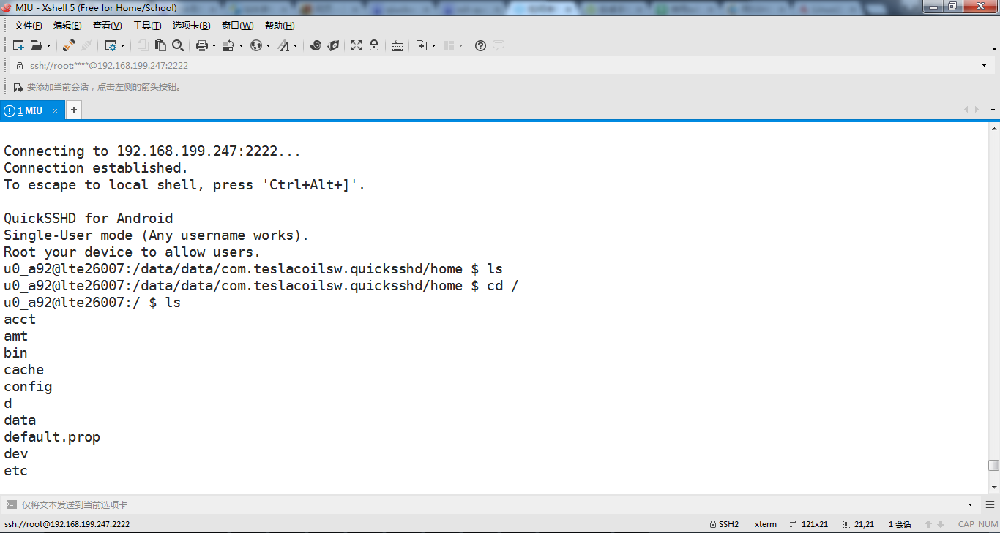 MIU - Xshell 5 (Free for Home/School)
文件(F) 编辑(E) 查看(V) 工具(T) 选项卡(B) 窗口(W) 帮助(H)
ssh://root:****@192.168.199.247:2222
要添加当前会话，点击左侧的箭头按钮。
1 MIU × +
Connecting to 192.168.199.247:2222...
Connection established.
To escape to local shell, press 'Ctrl+Alt+]'.
QuickSSHD for Android
Single-User mode (Any username works).
Root your device to allow users.
u0_a92@lte26007:/data/data/com.teslacoilsw.quicksshd/home $ ls
u0_a92@lte26007:/data/data/com.teslacoilsw.quicksshd/home $ cd /
u0_a92@lte26007:/ $ ls
acct
amt
bin
cache
config
d
data
default.prop
dev
etc
仅将文本发送到当前选项卡
ssh://root@192.168.199.247:2222 SSH2 xterm 121x21 21,21 1 会话 CAP NUM